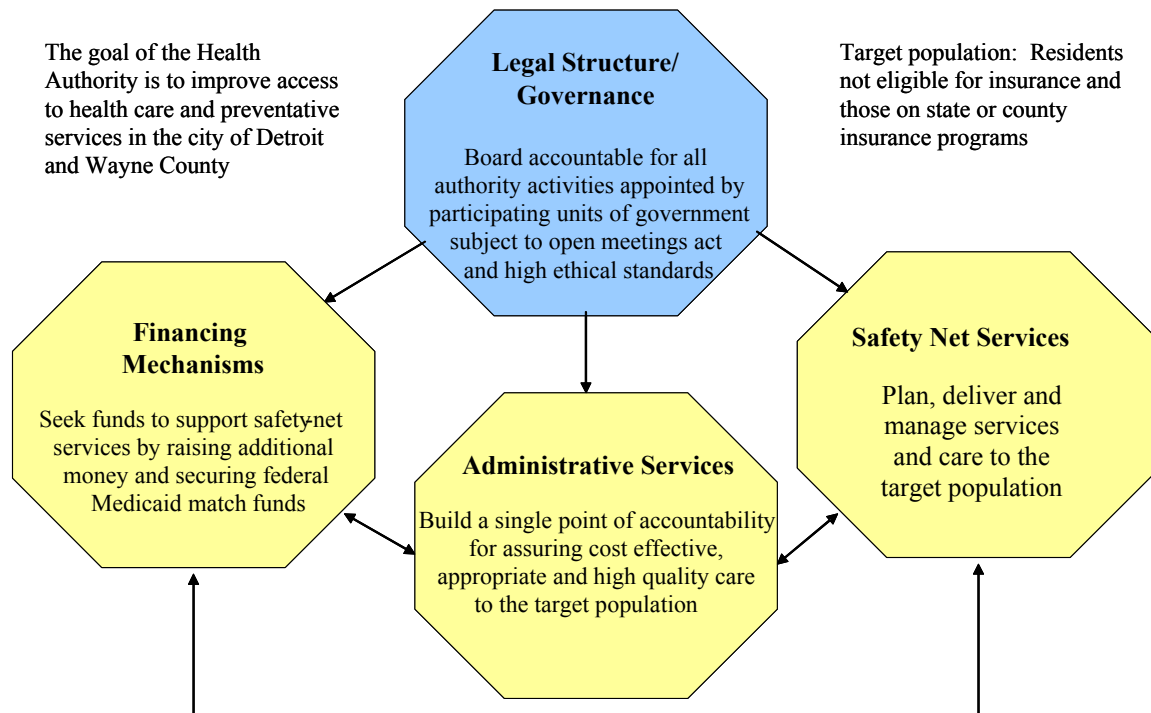 The goal of the Health
Authority is to improve access
to health care and preventative
services in the city of Detroit
and Wayne County
Legal Structure/
Governance
Board accountable for all
authority activities appointed by
participating units of government
subject to open meetings act
and high ethical standards
Target population:  Residents
not eligible for insurance and
those on state or county
insurance programs
Financing
Mechanisms
Seek funds to support safety-net
services by raising additional
money and securing federal
Medicaid match funds
Administrative Services
Build a single point of accountability
for assuring cost effective,
appropriate and high quality care
to the target population
Safety Net Services
Plan, deliver and
manage services
and care to the
target population